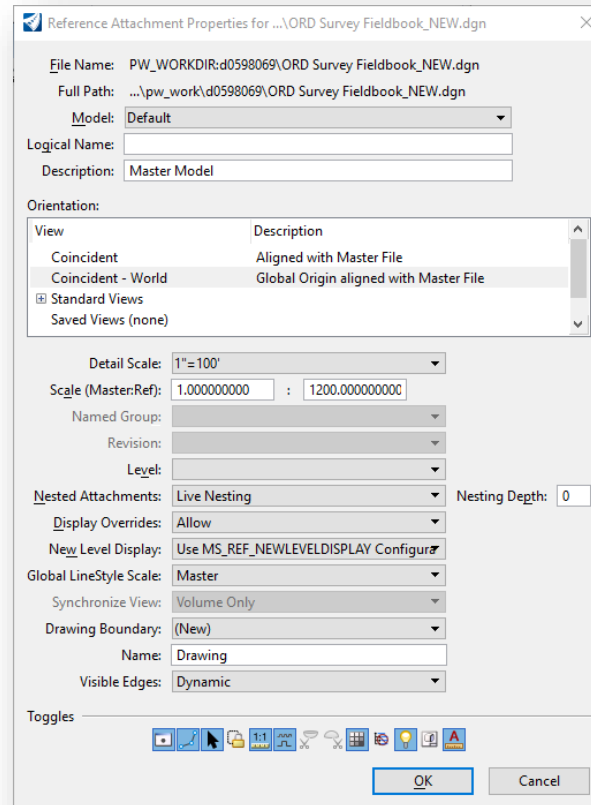 Reference Attachment Properties for ...\ORD Survey Fieldbook_NEW.dgn
File Name: PW_WORKDIR:d0598069\ORD Survey Fieldbook_NEW.dgn
Full Path: ...\pw_work\d0598069\ORD Survey Fieldbook_NEW.dgn
Model: Default
Logical Name:
Description: Master Model
Orientation:
View Description
Coincident Aligned with Master File
Coincident - World Global Origin aligned with Master File
Standard Views
Saved Views (none)
Detail Scale: 1"=100'
Scale (Master:Ref): 1.000000000 : 1200.000000000
Named Group:
Revision:
Level:
Nested Attachments: Live Nesting Nesting Depth: 0
Display Overrides: Allow
New Level Display: Use MS_REF_NEWLEVELDISPLAY Configura
Global LineStyle Scale: Master
Synchronize View: Volume Only
Drawing Boundary: (New)
Name: Drawing
Visible Edges: Dynamic
Toggles
1:1 A
OK Cancel